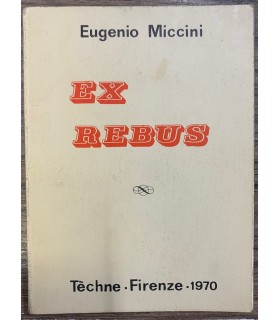 Eugenio Miccini
EX
REBUS
Tèchne · Firenze · 1970